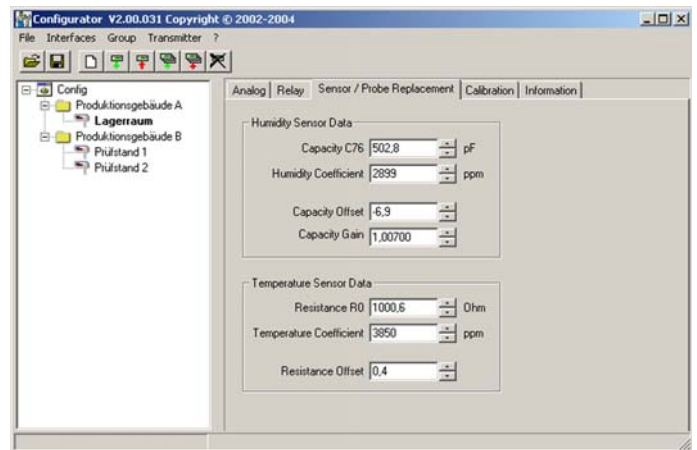 Configurator V2.00.031 Copyright © 2002-2004
File Interfaces Group Transmitter ?
Config
Produktionsgebäude A
Lagerraum
Produktionsgebäude B
Prüfstand 1
Prüfstand 2
Analog Relay Sensor / Probe Replacement Calibration Information
Humidity Sensor Data
Capacity C76 502,8 pF
Humidity Coefficient 2899 ppm
Capacity Offset -6,9
Capacity Gain 1,00700
Temperature Sensor Data
Resistance R0 1000,6 Ohm
Temperature Coefficient 3850 ppm
Resistance Offset 0,4